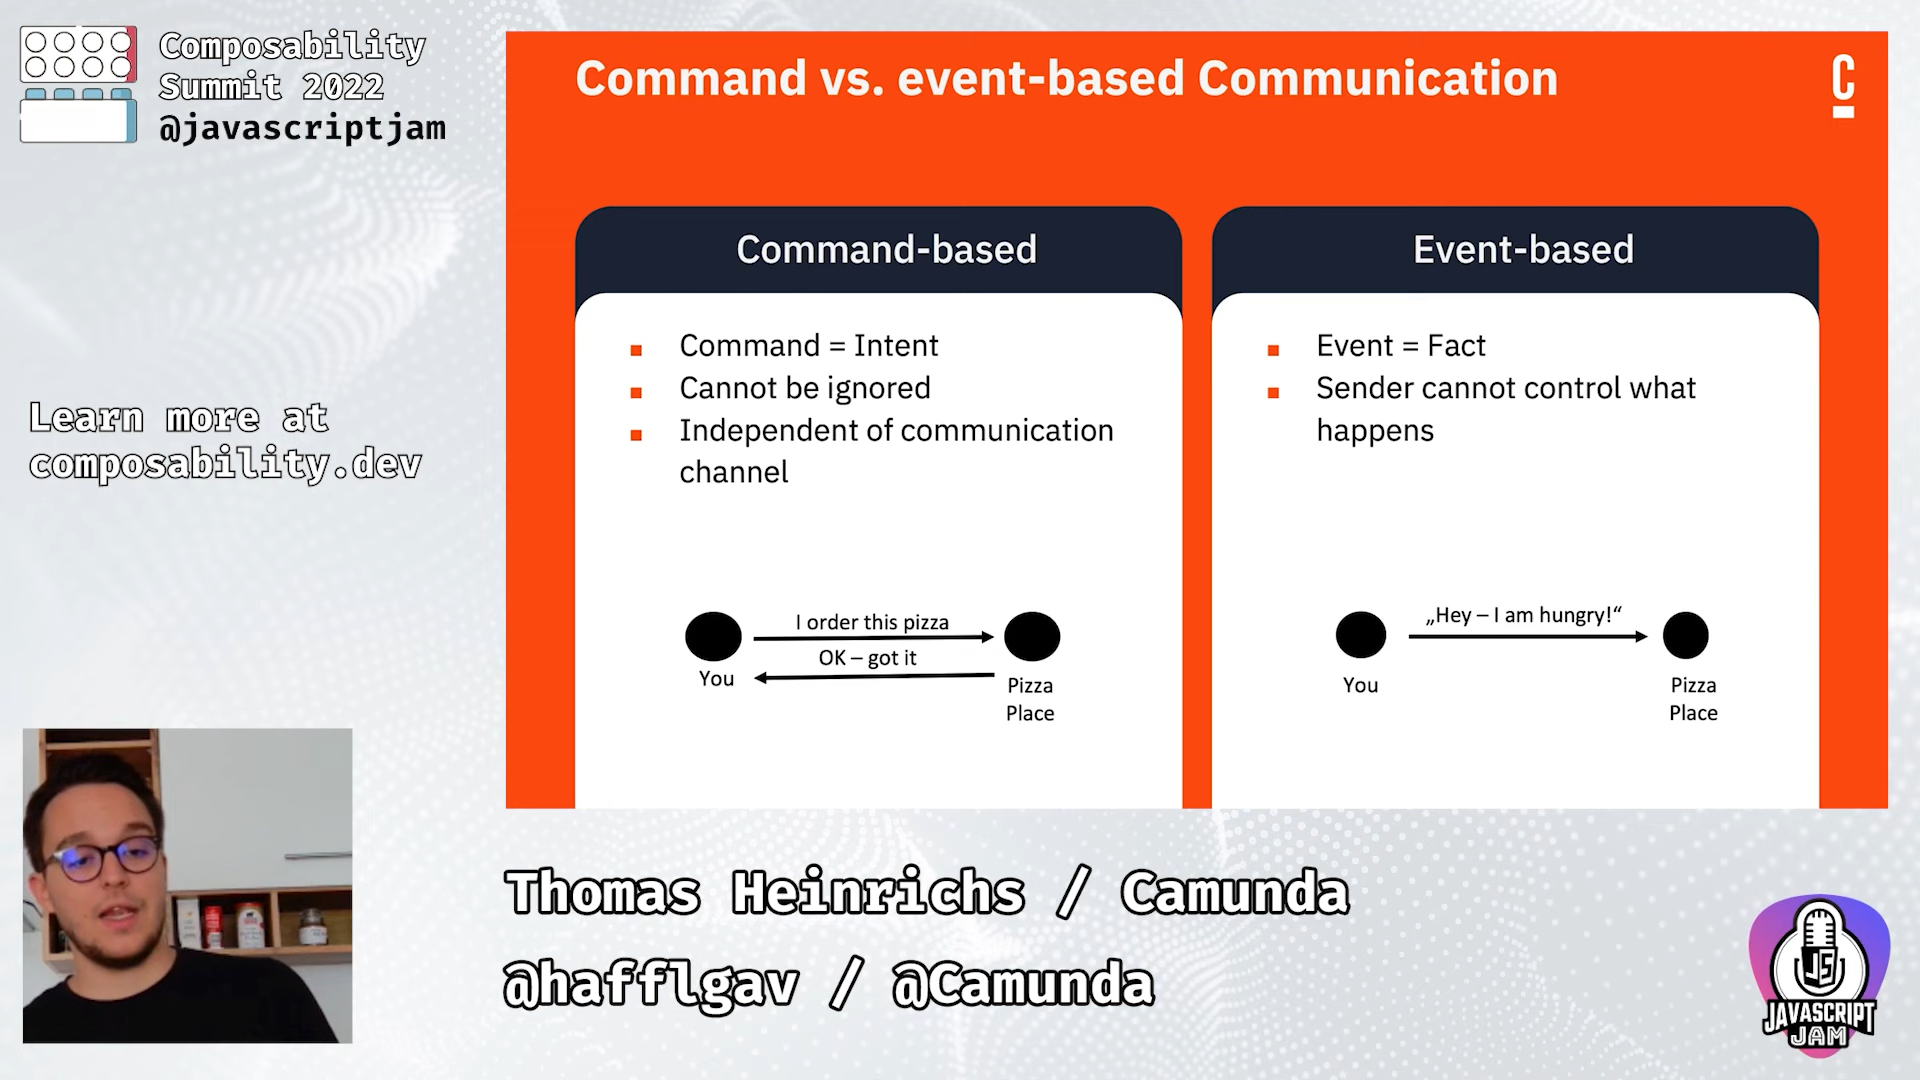 Composability
Summit 2022
@javascriptjam
Learn more at
composability.dev
Command vs. event-based Communication
C
Command-based
Command = Intent
Cannot be ignored
Independent of communication
channel
I order this pizza
OK – got it
You
Pizza
Place
Event-based
Event = Fact
Sender cannot control what
happens
„Hey – I am hungry!“
You
Pizza
Place
Thomas Heinrichs / Camunda
@hafflgav / @Camunda
JS
JAVASCRIPT
JAM